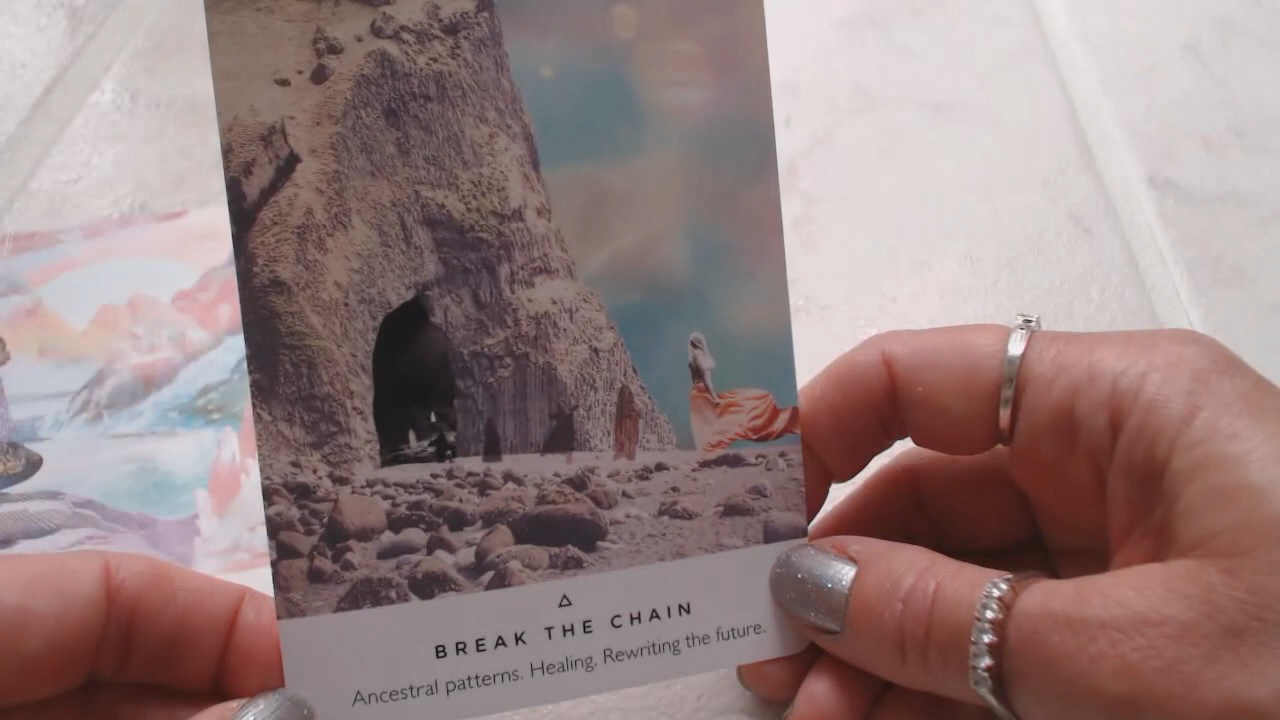 BREAK THE CHAIN
Ancestral patterns. Healing. Rewriting the future.